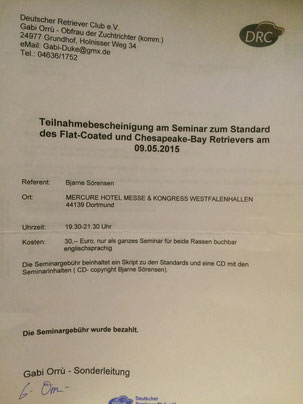 Deutscher Retriever Club e.V.
Gabi Orrù - Obfrau der Zuchtrichter (komm.)
24977 Grundhof, Holnisser Weg 34
eMail: Gabi-Duke@gmx.de
Tel.: 04636/1752
DRC
Teilnahmebescheinigung am Seminar zum Standard
des Flat-Coated und Chesapeake-Bay Retrievers am
09.05.2015
Referent: Bjarne Sörensen
Ort: MERCURE HOTEL MESSE & KONGRESS WESTFALENHALLEN
44139 Dortmund
Uhrzeit: 19.30-21.30 Uhr
Kosten: 30,-- Euro, nur als ganzes Seminar für beide Rassen buchbar
englischsprachig
Die Seminargebühr beinhaltet ein Skript zu den Standards und eine CD mit den
Seminarinhalten ( CD- copyright Bjarne Sörensen).
Die Seminargebühr wurde bezahlt.
Gabi Orrù - Sonderleitung
Deutscher